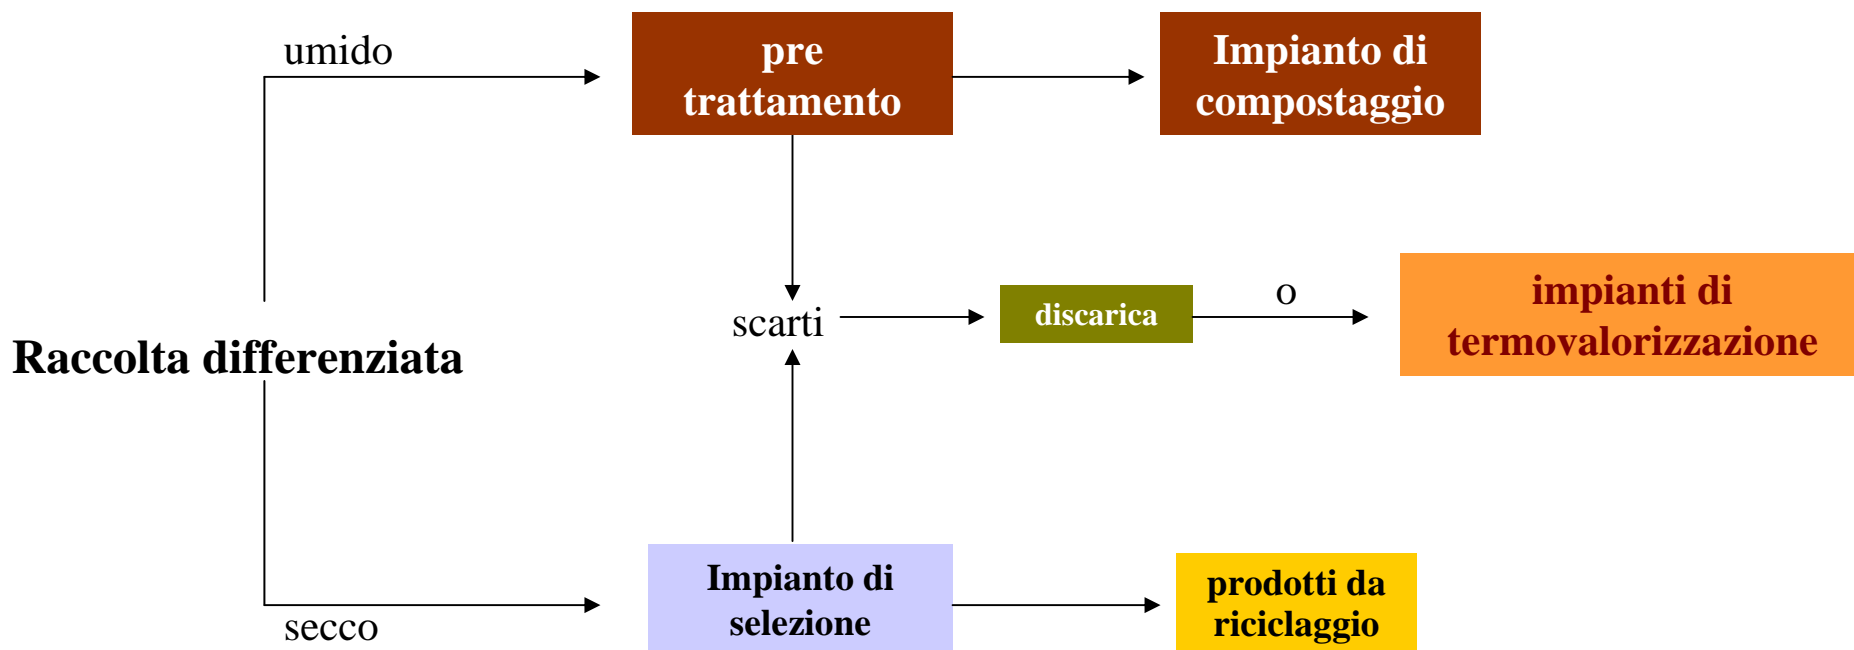 umido
pre
trattamento
Impianto di
compostaggio
scarti
discarica
o
impianti di
termovalorizzazione
Raccolta differenziata
secco
Impianto di
selezione
prodotti da
riciclaggio